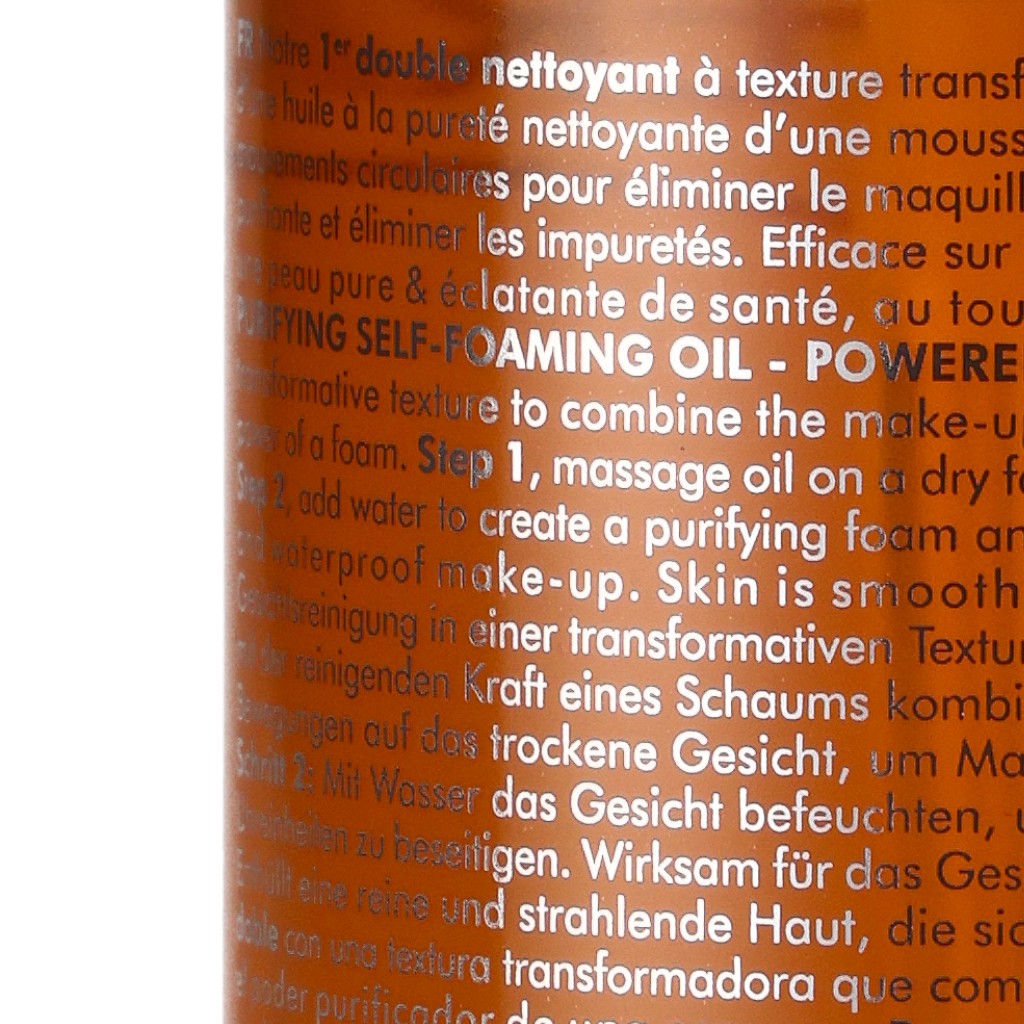 FR Notre 1er double nettoyant à texture transf
d'une huile à la pureté nettoyante d'une mouss
mouvements circulaires pour éliminer le maquill
purifiante et éliminer les impuretés. Efficace sur
une peau pure & éclatante de santé, au tou
PURIFYING SELF-FOAMING OIL - POWERE
transformative texture to combine the make-up
power of a foam. Step 1, massage oil on a dry fa
Step 2, add water to create a purifying foam an
and waterproof make-up. Skin is smooth
Gesichtsreinigung in einer transformativen Textu
mit der reinigenden Kraft eines Schaums kombi
Bewegungen auf das trockene Gesicht, um Ma
Schritt 2: Mit Wasser das Gesicht befeuchten, u
Unreinheiten zu beseitigen. Wirksam für das Ges
Enthüllt eine reine und strahlende Haut, die sic
doble con una textura transformadora que com
el poder purificador de una